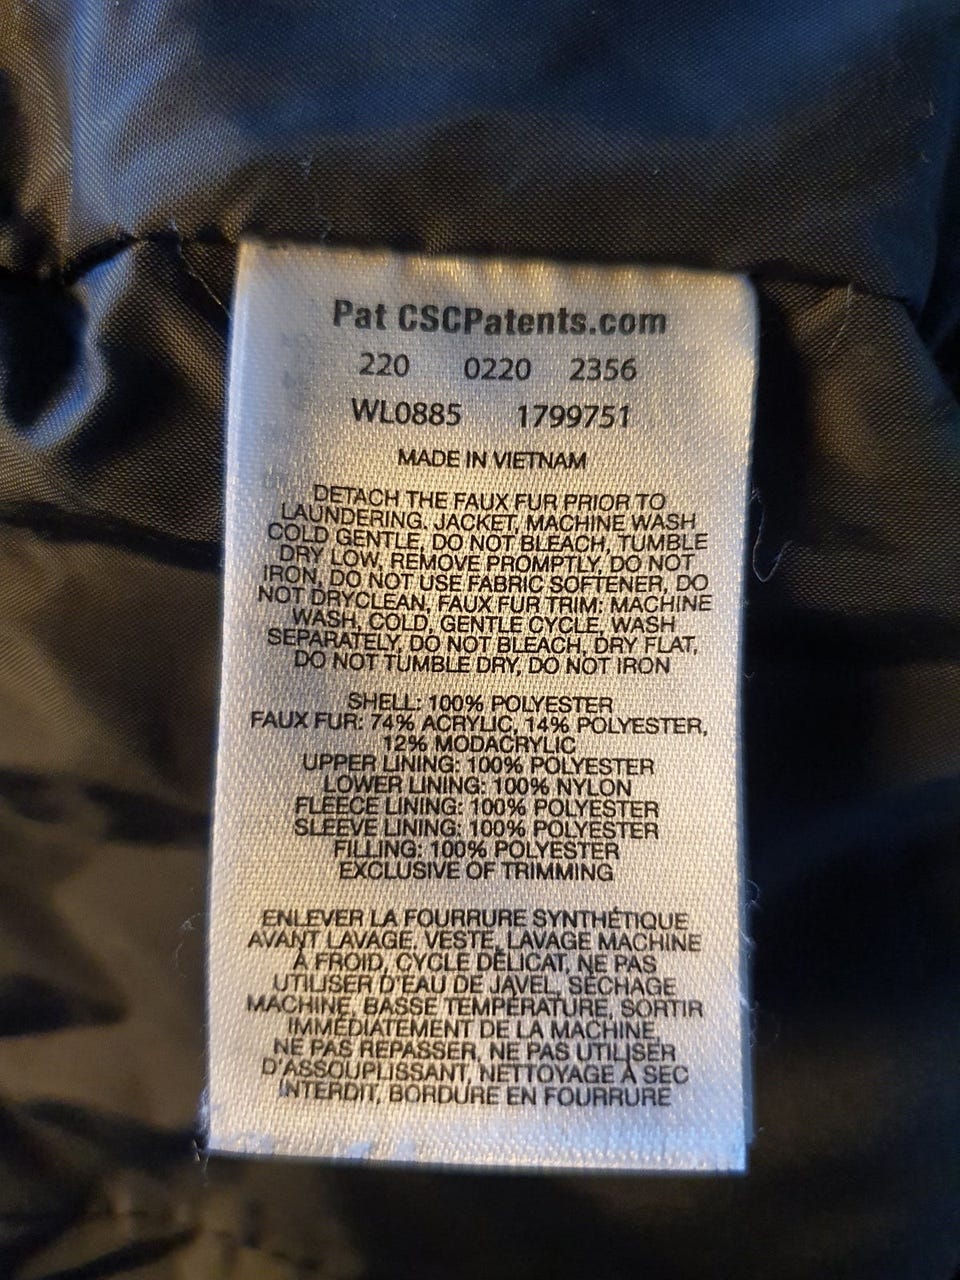 Pat CSCPatents.com
220 0220 2356
WL0885 1799751
MADE IN VIETNAM
DETACH THE FAUX FUR PRIOR TO
LAUNDERING. JACKET, MACHINE WASH
COLD GENTLE, DO NOT BLEACH, TUMBLE
DRY LOW, REMOVE PROMPTLY, DO NOT
IRON, DO NOT USE FABRIC SOFTENER, DO
NOT DRYCLEAN, FAUX FUR TRIM: MACHINE
WASH, COLD, GENTLE CYCLE, WASH
SEPARATELY, DO NOT BLEACH, DRY FLAT,
DO NOT TUMBLE DRY, DO NOT IRON
SHELL: 100% POLYESTER
FAUX FUR: 74% ACRYLIC, 14% POLYESTER,
12% MODACRYLIC
UPPER LINING: 100% POLYESTER
LOWER LINING: 100% NYLON
FLEECE LINING: 100% POLYESTER
SLEEVE LINING: 100% POLYESTER
FILLING: 100% POLYESTER
EXCLUSIVE OF TRIMMING
ENLEVER LA FOURRURE SYNTHÉTIQUE
AVANT LAVAGE. VESTE, LAVAGE MACHINE
À FROID, CYCLE DÉLICAT, NE PAS
UTILISER D'EAU DE JAVEL, SÉCHAGE
MACHINE, BASSE TEMPÉRATURE, SORTIR
IMMÉDIATEMENT DE LA MACHINE,
NE PAS REPASSER, NE PAS UTILISER
D'ASSOUPLISSANT, NETTOYAGE À SEC
INTERDIT, BORDURE EN FOURRURE